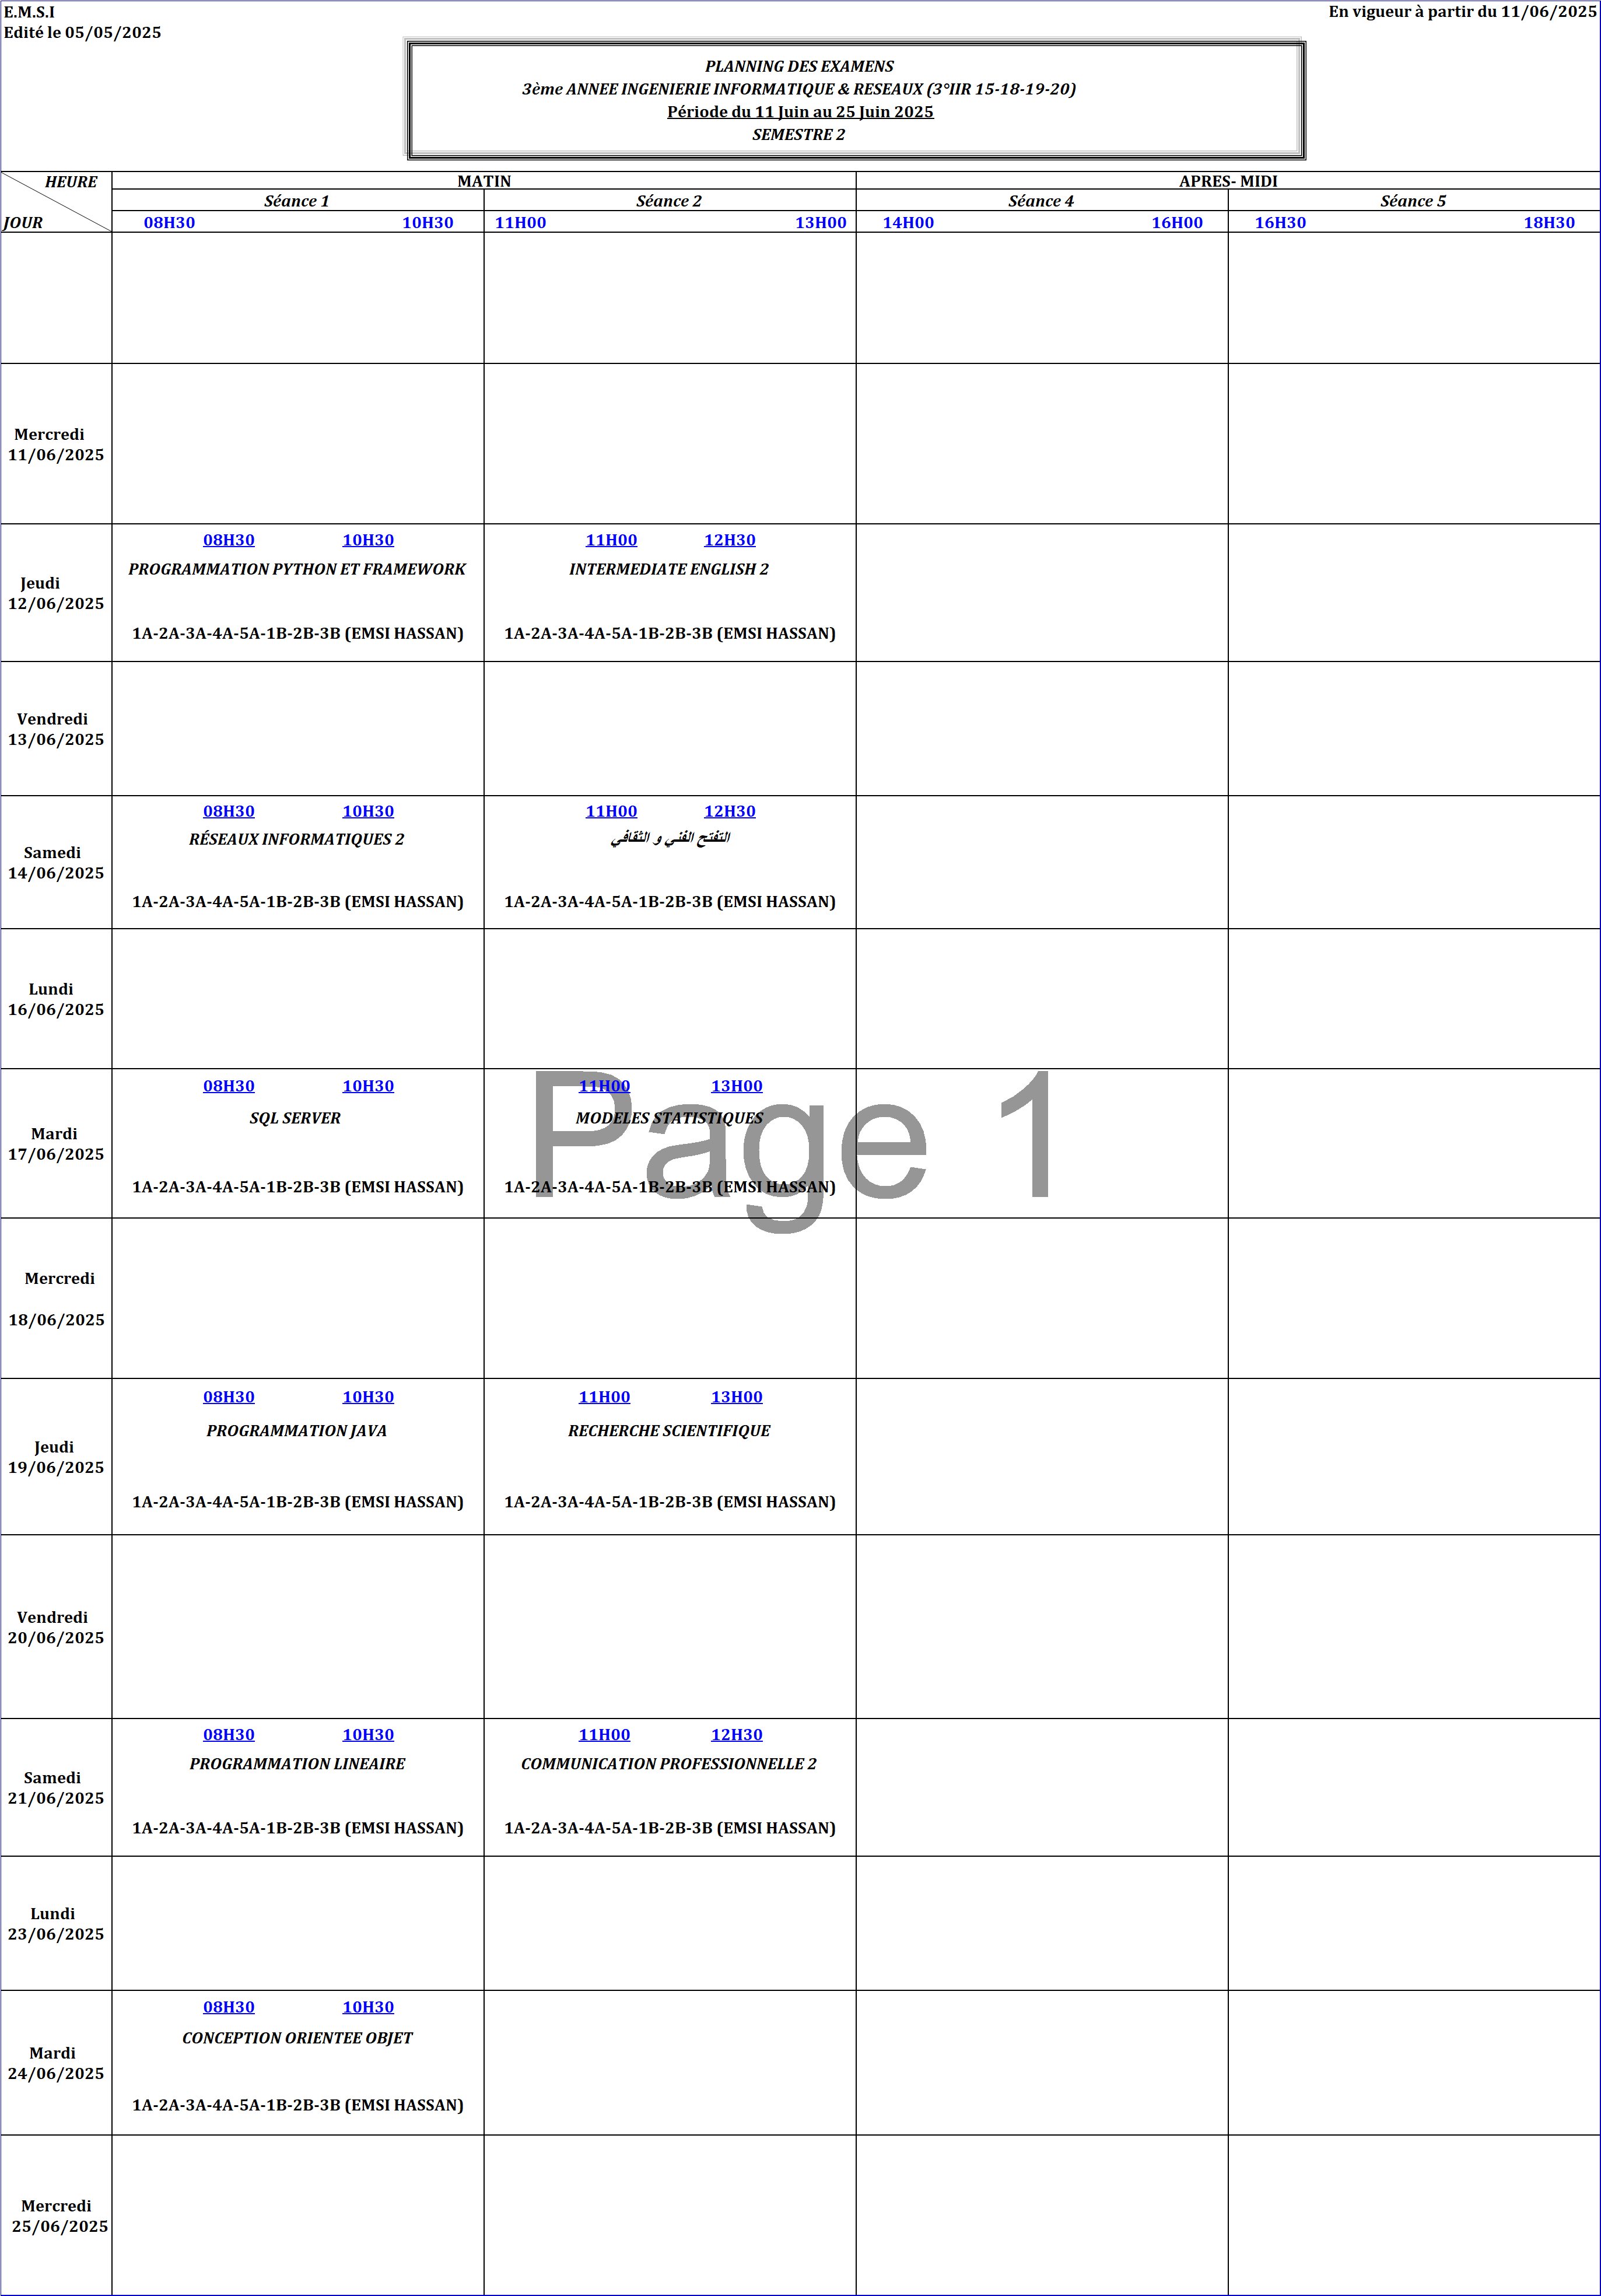 E.M.S.I
En vigueur à partir du 11/06/2025
Edité le 05/05/2025
PLANNING DES EXAMENS
3ème ANNEE INGENIERIE INFORMATIQUE & RESEAUX (3°IIR 15-18-19-20)
Période du 11 Juin au 25 Juin 2025
SEMESTRE 2
HEURE
MATIN
APRES- MIDI
Séance 1
Séance 2
Séance 4
Séance 5
JOUR
08H30 10H30
11H00 13H00
14H00 16H00
16H30 18H30
Mercredi
11/06/2025
Jeudi
12/06/2025
08H30 10H30
PROGRAMMATION PYTHON ET FRAMEWORK
1A-2A-3A-4A-5A-1B-2B-3B (EMSI HASSAN)
11H00 12H30
INTERMEDIATE ENGLISH 2
1A-2A-3A-4A-5A-1B-2B-3B (EMSI HASSAN)
Vendredi
13/06/2025
Samedi
14/06/2025
08H30 10H30
RÉSEAUX INFORMATIQUES 2
1A-2A-3A-4A-5A-1B-2B-3B (EMSI HASSAN)
11H00 12H30
التفتح الفني و الثقافي
1A-2A-3A-4A-5A-1B-2B-3B (EMSI HASSAN)
Lundi
16/06/2025
Mardi
17/06/2025
08H30 10H30
SQL SERVER
1A-2A-3A-4A-5A-1B-2B-3B (EMSI HASSAN)
11H00 13H00
MODELES STATISTIQUES
1A-2A-3A-4A-5A-1B-2B-3B (EMSI HASSAN)
Page 1
Mercredi
18/06/2025
Jeudi
19/06/2025
08H30 10H30
PROGRAMMATION JAVA
1A-2A-3A-4A-5A-1B-2B-3B (EMSI HASSAN)
11H00 13H00
RECHERCHE SCIENTIFIQUE
1A-2A-3A-4A-5A-1B-2B-3B (EMSI HASSAN)
Vendredi
20/06/2025
Samedi
21/06/2025
08H30 10H30
PROGRAMMATION LINEAIRE
1A-2A-3A-4A-5A-1B-2B-3B (EMSI HASSAN)
11H00 12H30
COMMUNICATION PROFESSIONNELLE 2
1A-2A-3A-4A-5A-1B-2B-3B (EMSI HASSAN)
Lundi
23/06/2025
Mardi
24/06/2025
08H30 10H30
CONCEPTION ORIENTEE OBJET
1A-2A-3A-4A-5A-1B-2B-3B (EMSI HASSAN)
Mercredi
25/06/2025